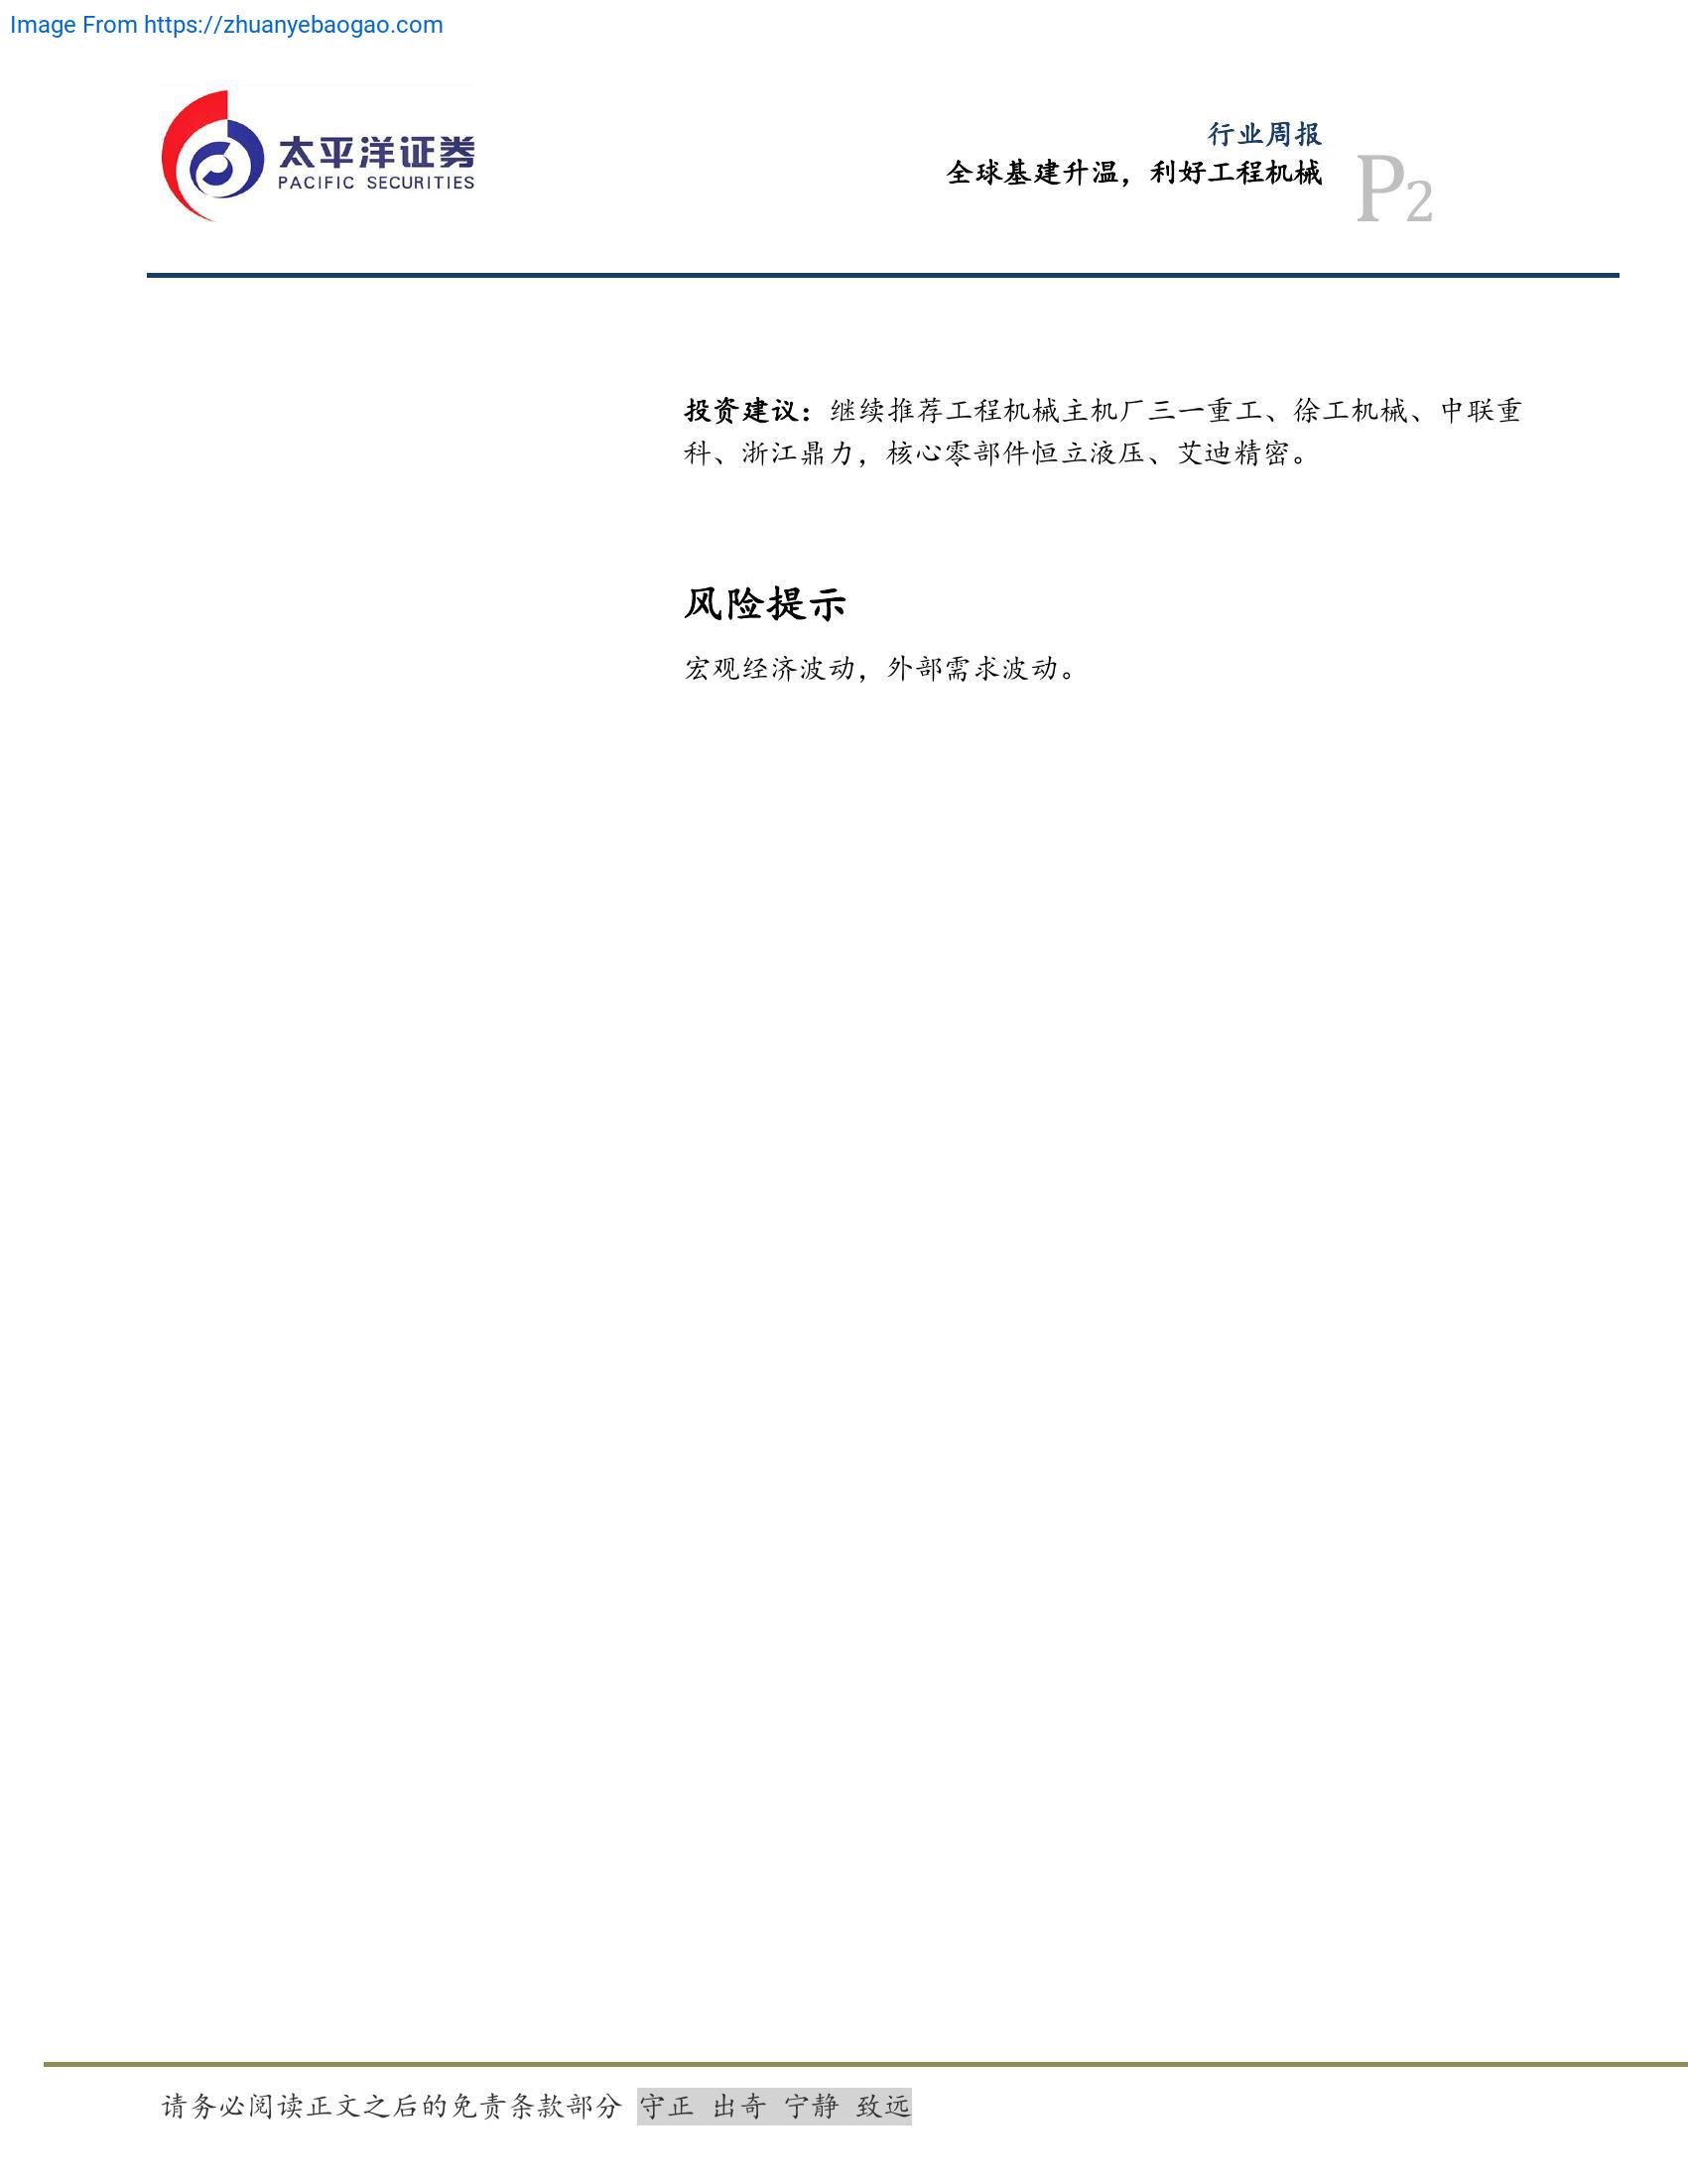 Image From https://zhuanyebaogao.com
太平洋证券
PACIFIC SECURITIES
行业周报
全球基建升温，利好工程机械
P2
投资建议：继续推荐工程机械主机厂三一重工、徐工机械、中联重
科、浙江鼎力，核心零部件恒立液压、艾迪精密。
风险提示
宏观经济波动，外部需求波动。
请务必阅读正文之后的免责条款部分 守正 出奇 宁静 致远